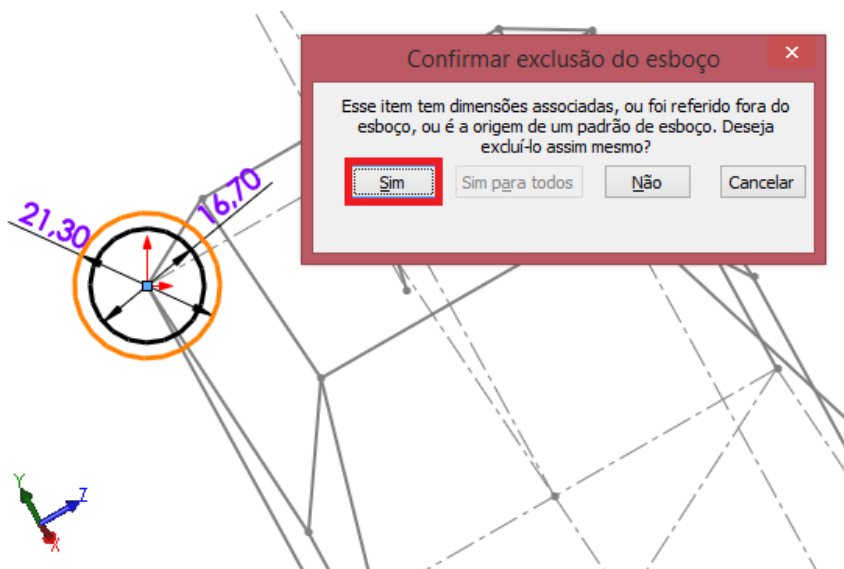 Confirmar exclusão do esboço
Esse item tem dimensões associadas, ou foi referido fora do
esboço, ou é a origem de um padrão de esboço. Deseja
excluí-lo assim mesmo?
Sim
Sim para todos
Não
Cancelar
21,30
16,70
Y
Z
X